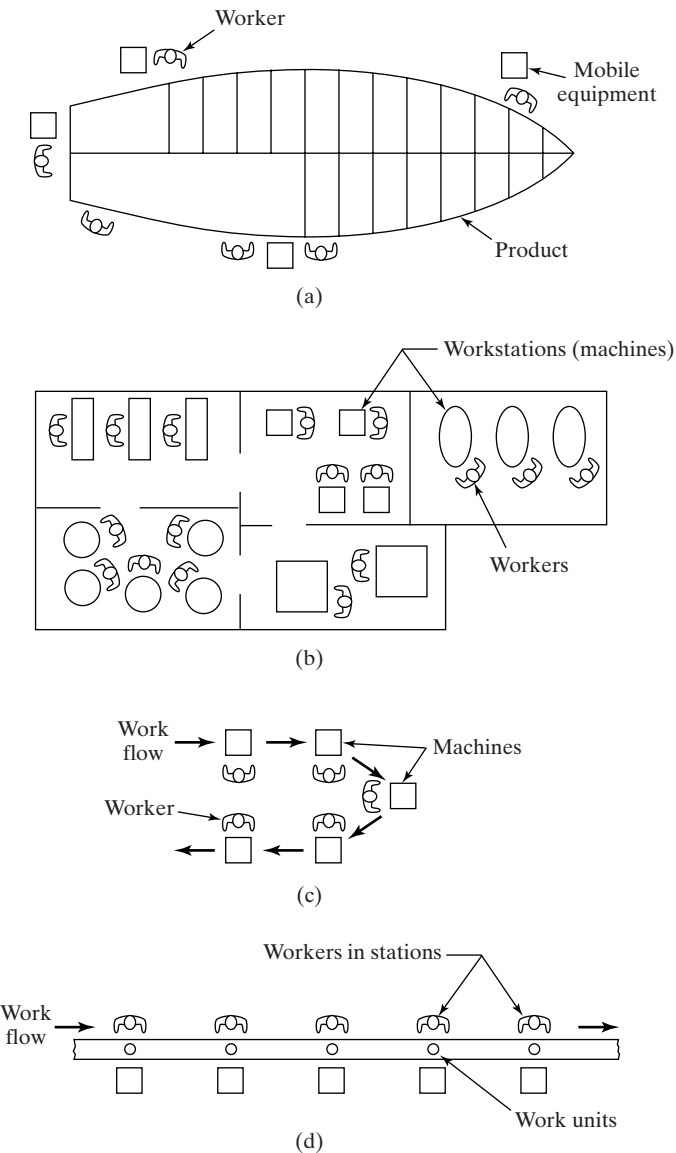 Worker
Mobile
equipment
Product
(a)
Workstations (machines)
Workers
(b)
Work
flow
Machines
Worker
(c)
Workers in stations
Work
flow
Work units
(d)